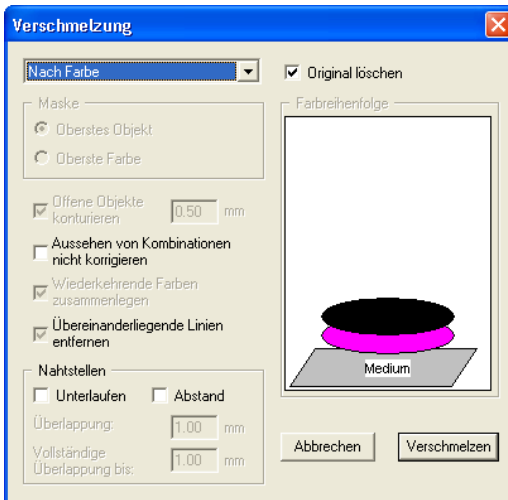 Verschmelzung
Nach Farbe
Original löschen
Maske
Oberstes Objekt
Oberste Farbe
Offene Objekte
konturieren
0.50 mm
Aussehen von Kombinationen
nicht korrigieren
Wiederkehrende Farben
zusammenlegen
Übereinanderliegende Linien
entfernen
Nahtstellen
Unterlaufen
Abstand
Überlappung: 1.00 mm
Vollständige
Überlappung bis: 1.00 mm
Farbreihenfolge
Medium
Abbrechen
Verschmelzen